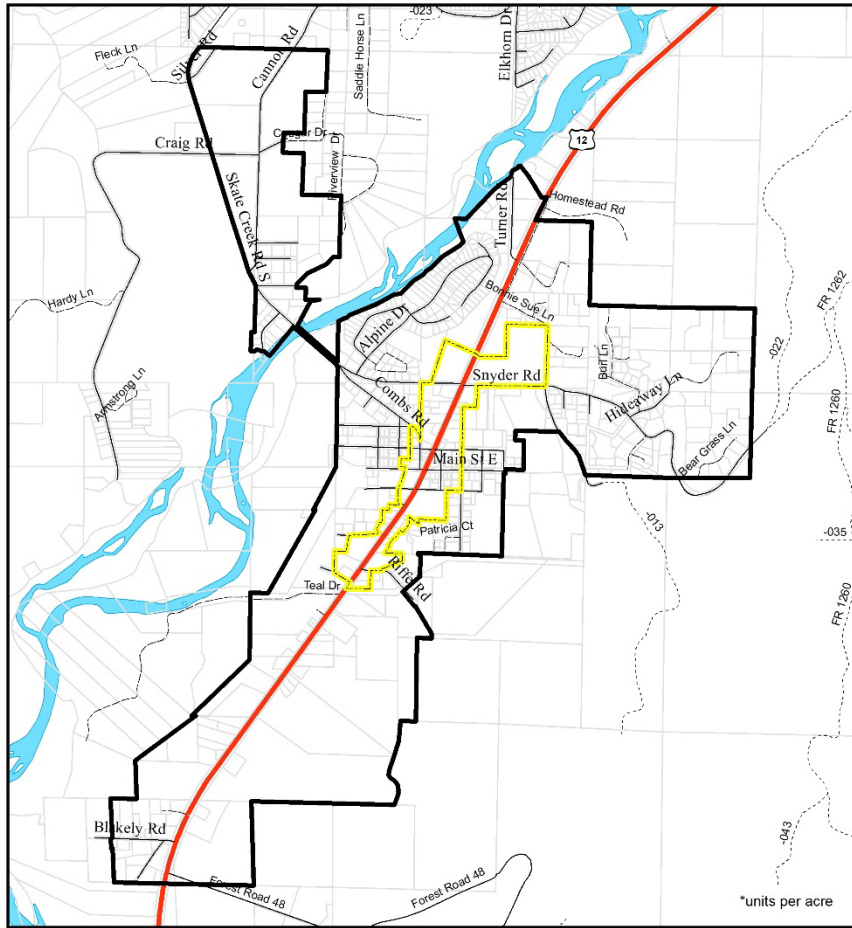 -023
Fleck Ln
Silver Rd
Cannon Rd
Saddle Horse Ln
Elkhorn Dr
12
Craig Rd
Cougar Dr
Riverview Dr
Skate Creek Rd S
Turner Rd
Homestead Rd
Hardy Ln
Bonnie Sue Ln
Alpine Dr
FR 1262
-022
Burl Ln
Snyder Rd
Armstrong Ln
Combs Rd
Hideaway Ln
FR 1260
Main St E
Bear Grass Ln
-013
Patricia Ct
-035
Riffe Rd
Teal Dr
FR 1260
Blakely Rd
-043
Forest Road 48
Forest Road 48
*units per acre